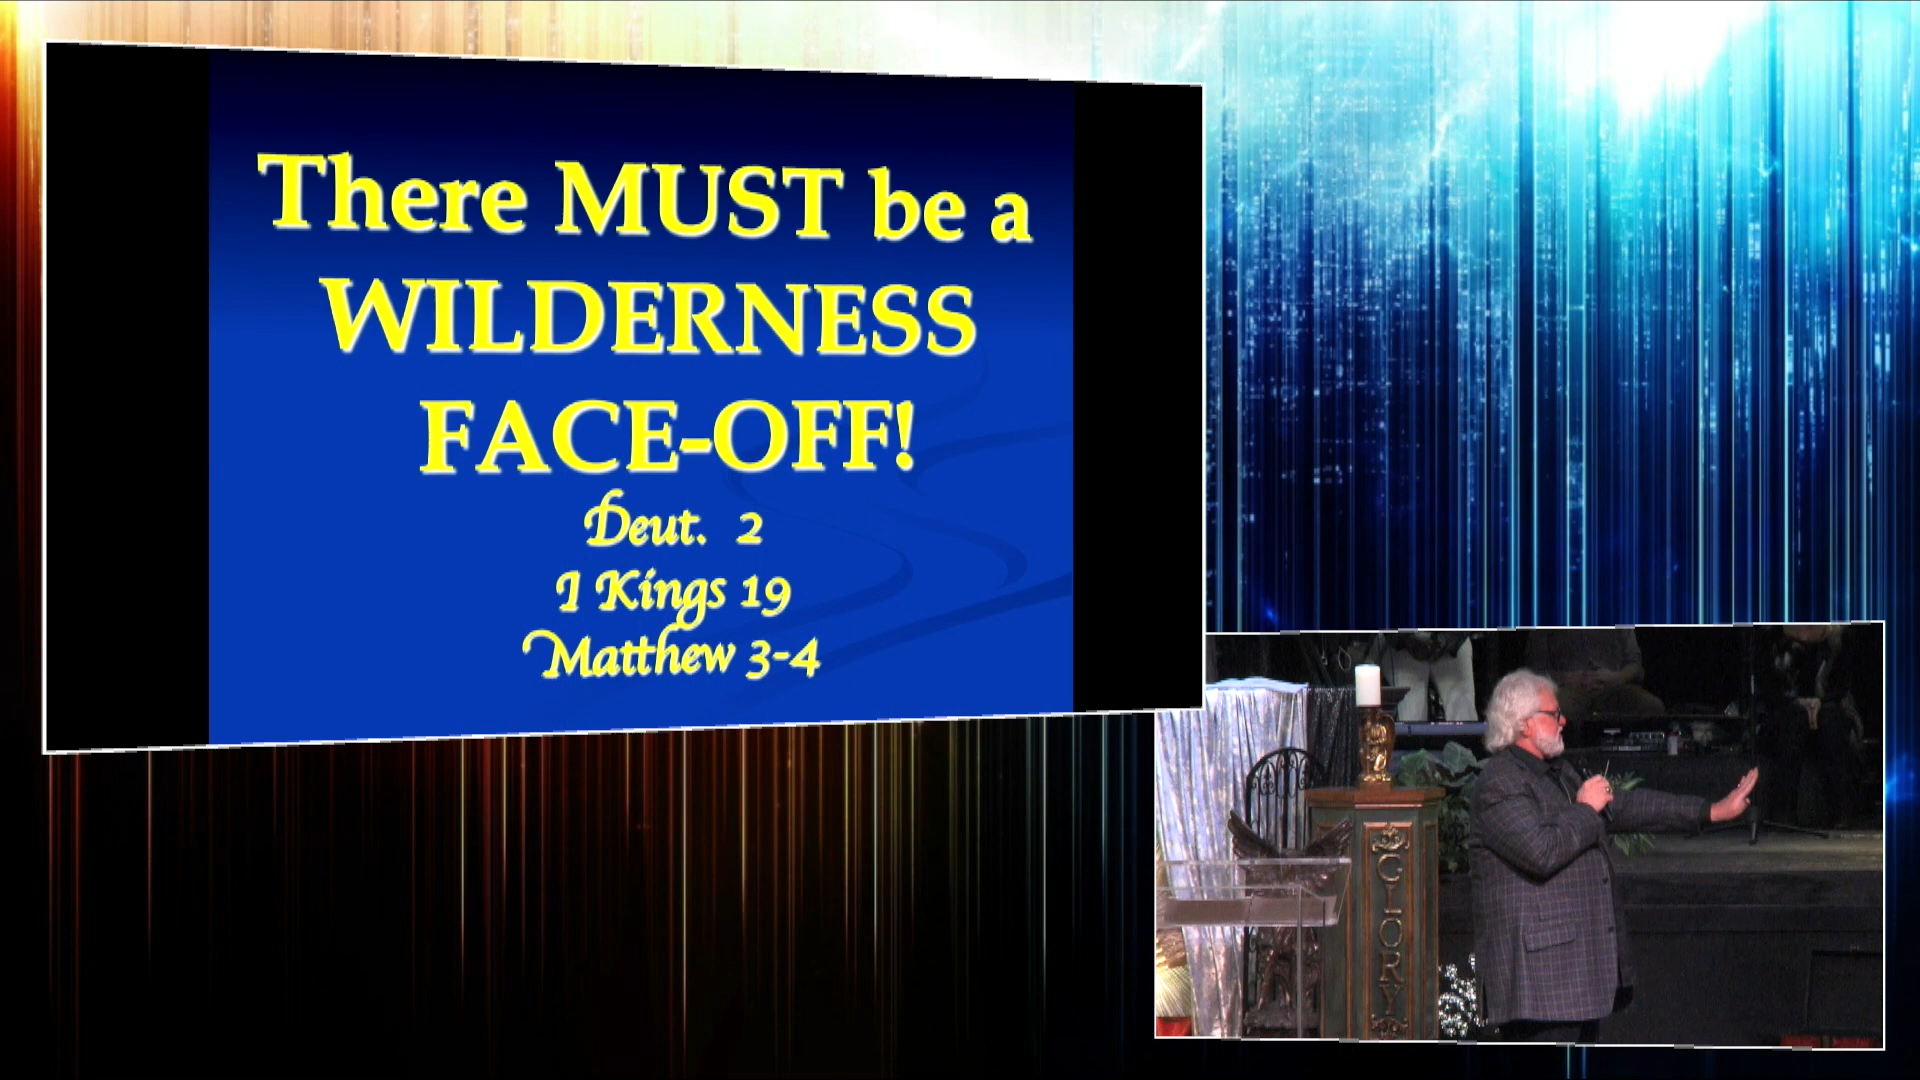 There MUST be a
WILDERNESS
FACE-OFF!
Deut. 2
I Kings 19
Matthew 3-4
GLORY